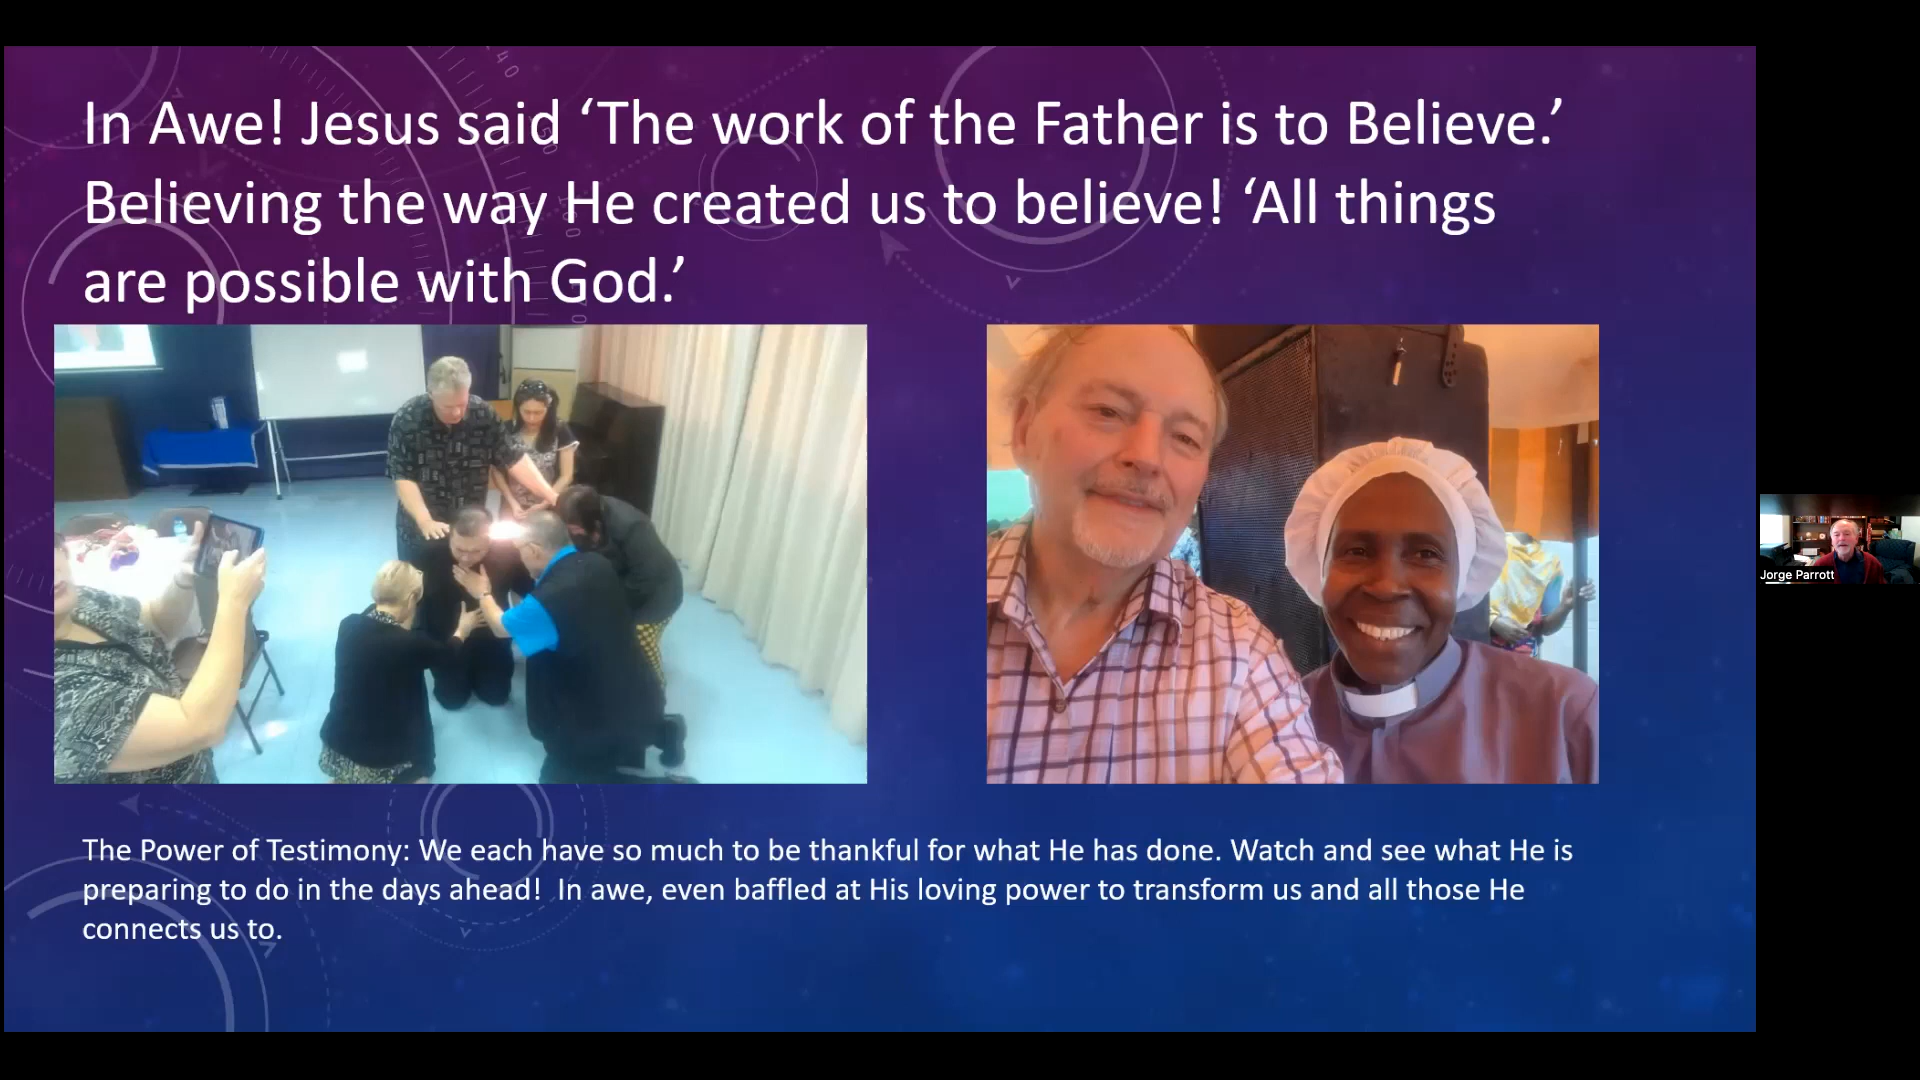 In Awe! Jesus said ‘The work of the Father is to Believe.’
Believing the way He created us to believe! ‘All things
are possible with God.’
The Power of Testimony: We each have so much to be thankful for what He has done. Watch and see what He is
preparing to do in the days ahead!  In awe, even baffled at His loving power to transform us and all those He
connects us to.
Jorge Parrott
40